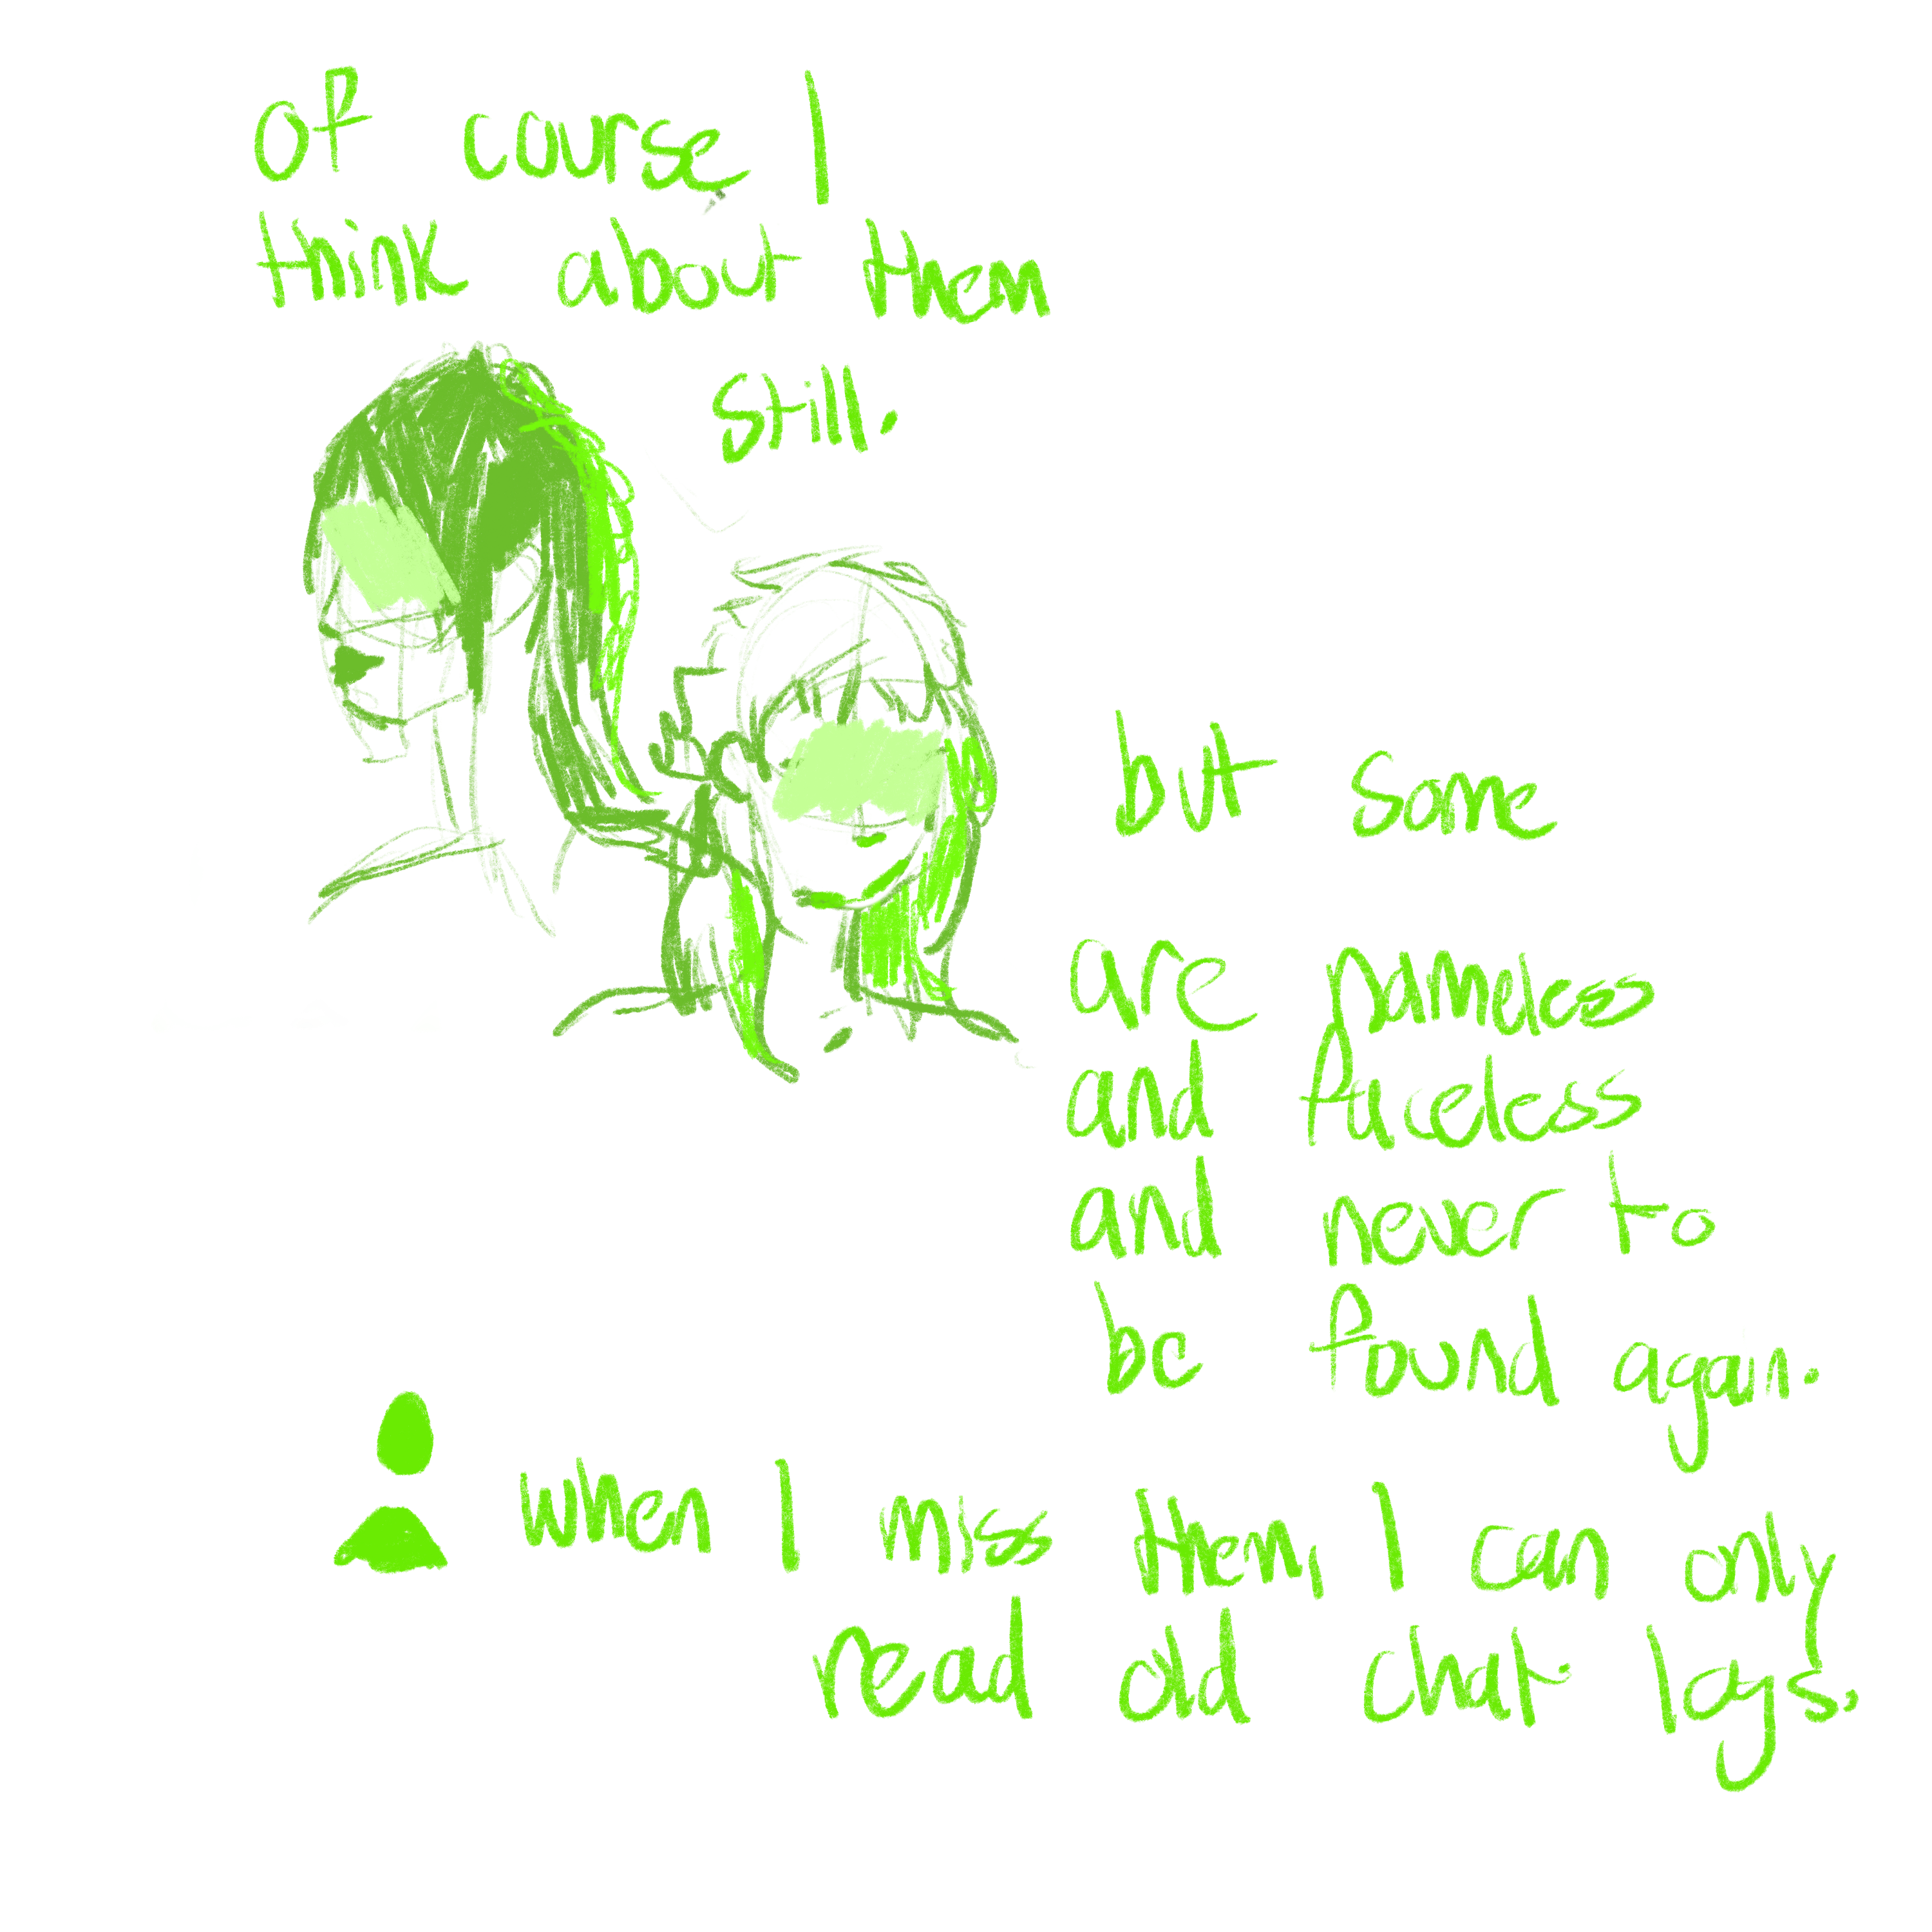 of course I
think about them
still.
but some
are nameless
and faceless
and never to
be found again.
when I miss them, I can only
read old chat logs.